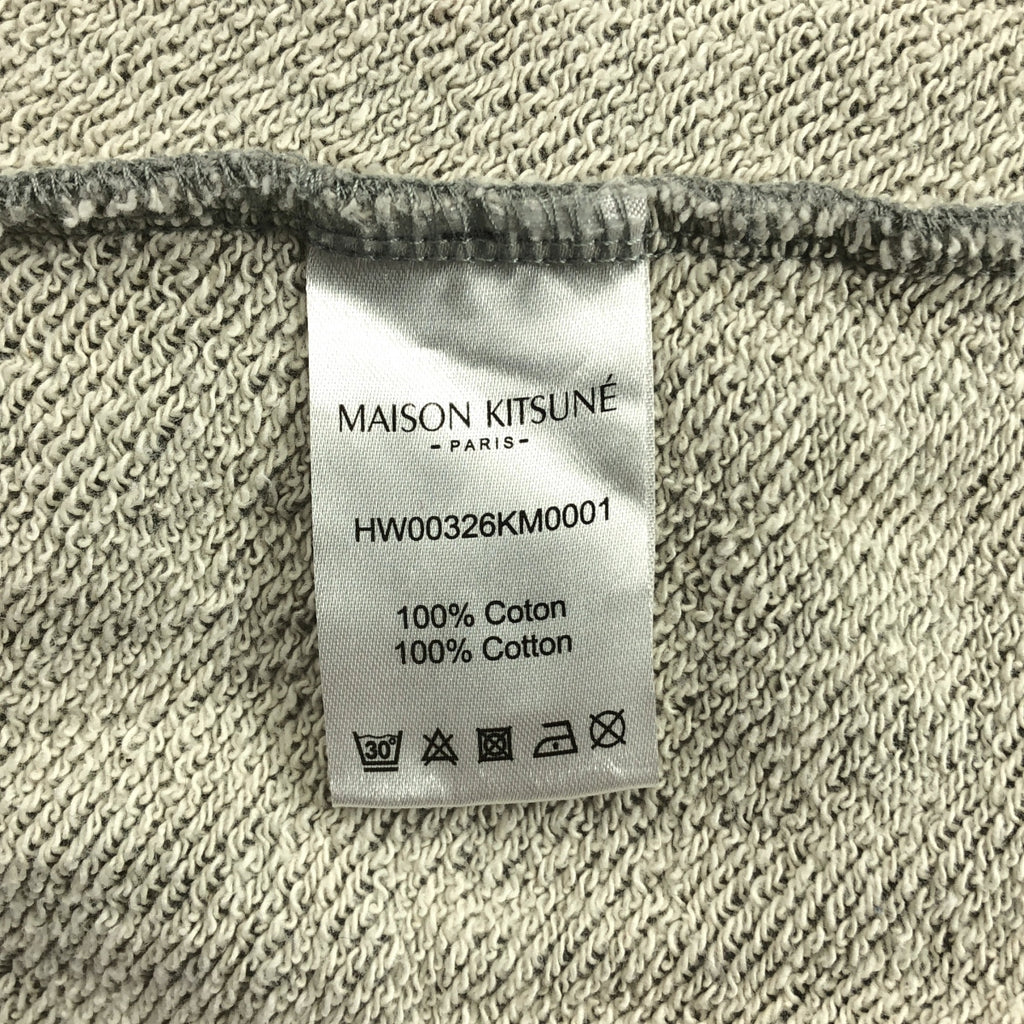 MAISON KITSUNÉ
- PARIS -
HW00326KM0001
100% Coton
100% Cotton
30°